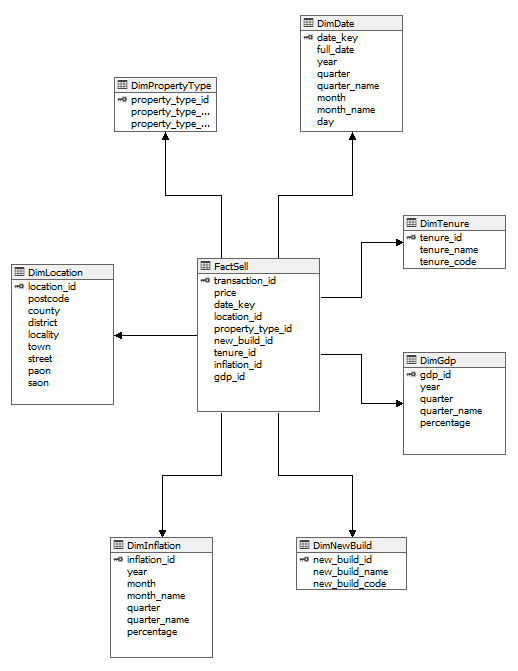 DimDate
date_key
full_date
year
quarter
quarter_name
month
month_name
day
DimPropertyType
property_type_id
property_type_...
property_type_...
DimTenure
tenure_id
tenure_name
tenure_code
DimLocation
location_id
postcode
county
district
locality
town
street
paon
saon
FactSell
transaction_id
price
date_key
location_id
property_type_id
new_build_id
tenure_id
inflation_id
gdp_id
DimGdp
gdp_id
year
quarter
quarter_name
percentage
DimInflation
inflation_id
year
month
month_name
quarter
quarter_name
percentage
DimNewBuild
new_build_id
new_build_name
new_build_code